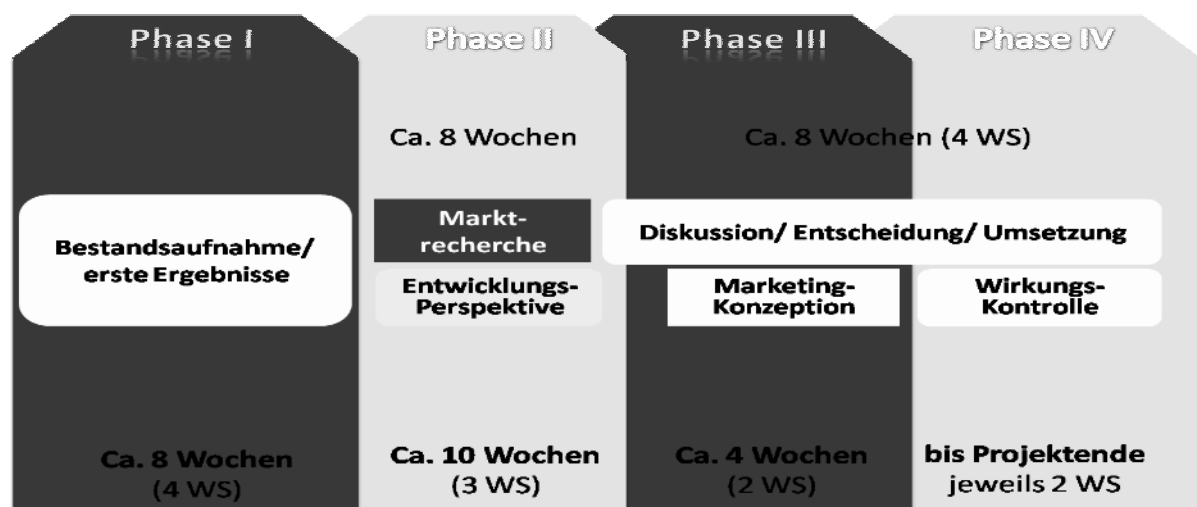 Phase I
Phase II
Phase III
Phase IV
Ca. 8 Wochen
Ca. 8 Wochen (4 WS)
Bestandsaufnahme/
erste Ergebnisse
Markt-
recherche
Diskussion/ Entscheidung/ Umsetzung
Entwicklungs-
Perspektive
Marketing-
Konzeption
Wirkungs-
Kontrolle
Ca. 8 Wochen
(4 WS)
Ca. 10 Wochen
(3 WS)
Ca. 4 Wochen
(2 WS)
bis Projektende
jeweils 2 WS